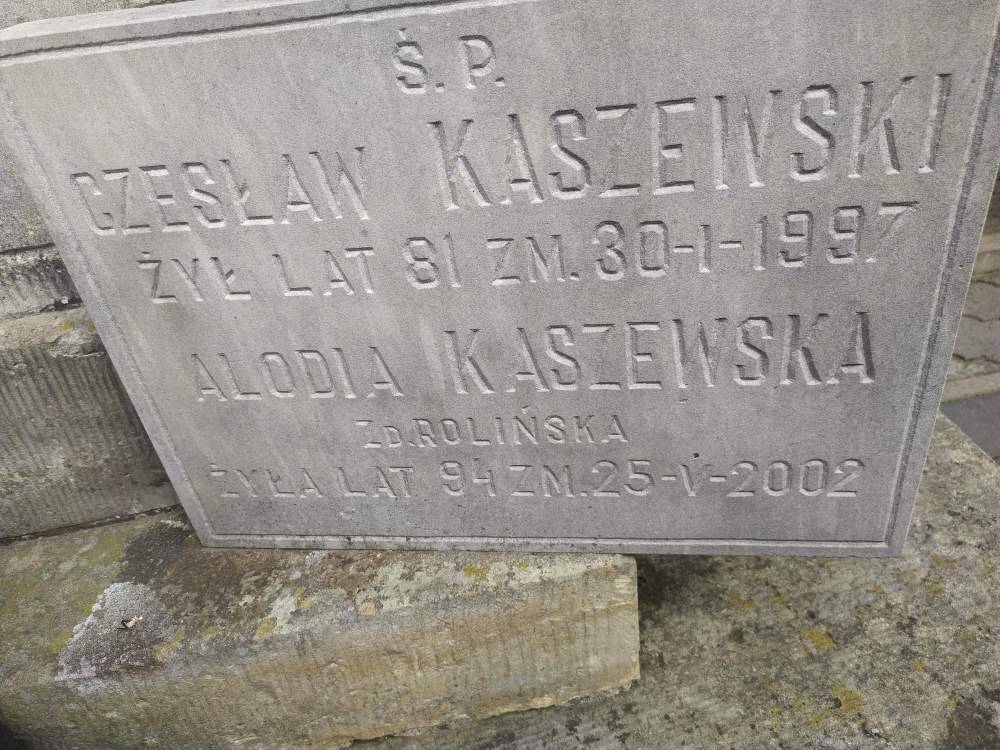 Ś. P.
CZESŁAW KASZEWSKI
ŻYŁ LAT 81 ZM. 30-I-1997
ALODIA KASZEWSKA
ZD. ROLIŃSKA
ŻYŁA LAT 94 ZM. 25-V-2002